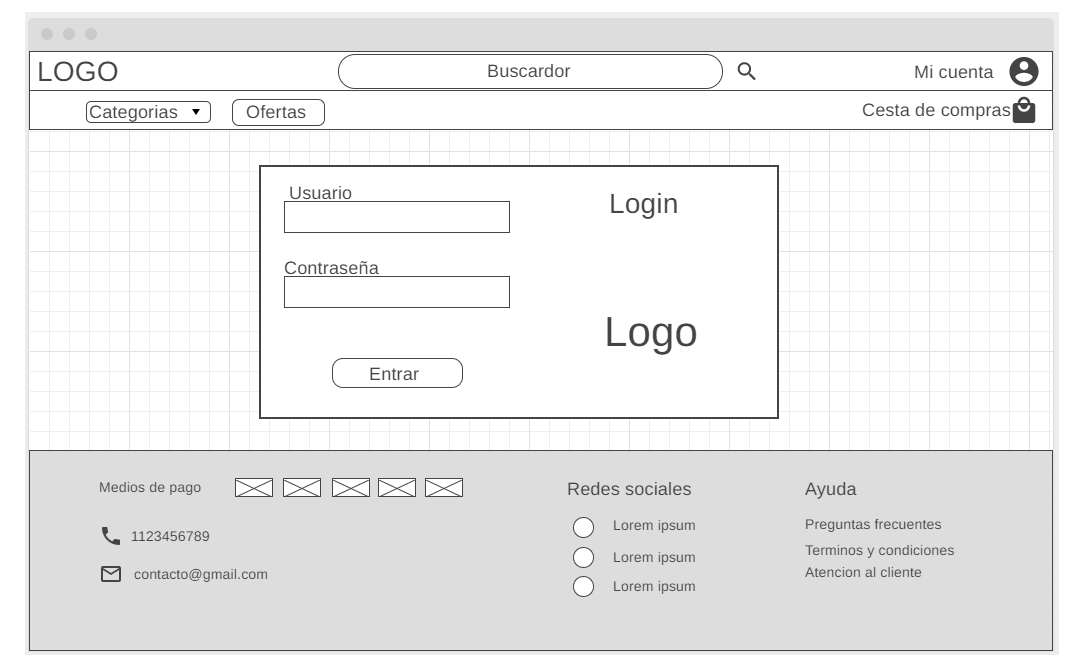 LOGO
Buscardor
Mi cuenta
Categorias
Ofertas
Cesta de compras
Usuario
Login
Contraseña
Logo
Entrar
Medios de pago
1123456789
contacto@gmail.com
Redes sociales
Lorem ipsum
Lorem ipsum
Lorem ipsum
Ayuda
Preguntas frecuentes
Terminos y condiciones
Atencion al cliente